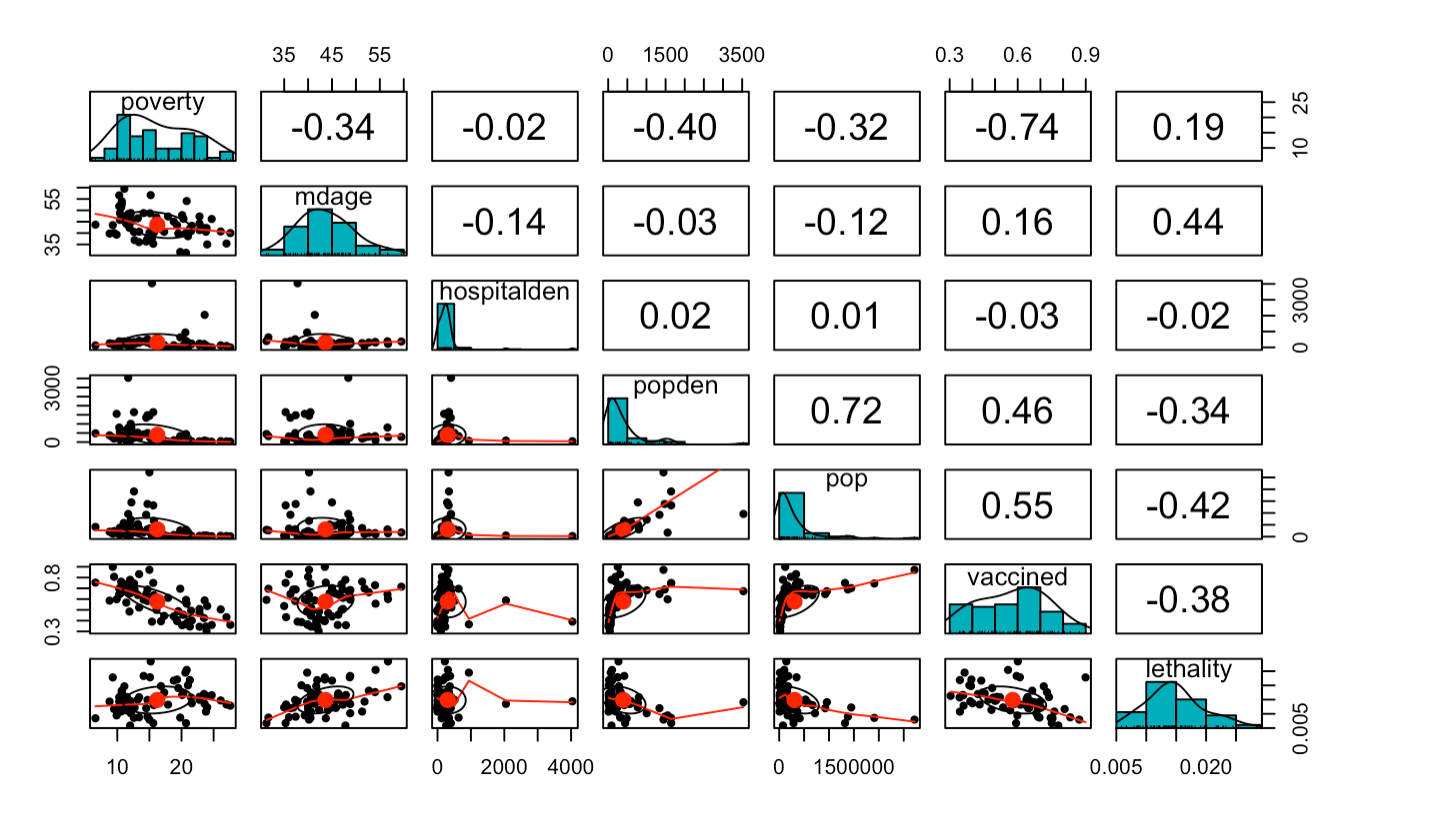 35 45 55 0 1500 3500 0.3 0.6 0.9
poverty -0.34 -0.02 -0.40 -0.32 -0.74 0.19 10 25
35 55 mdage -0.14 -0.03 -0.12 0.16 0.44
hospitalden 0.02 0.01 -0.03 -0.02 0 3000
0 3000 popden 0.72 0.46 -0.34
pop 0.55 -0.42 0
0.3 0.8 vaccined -0.38
lethality 0.005
10 20 0 2000 4000 0 1500000 0.005 0.020